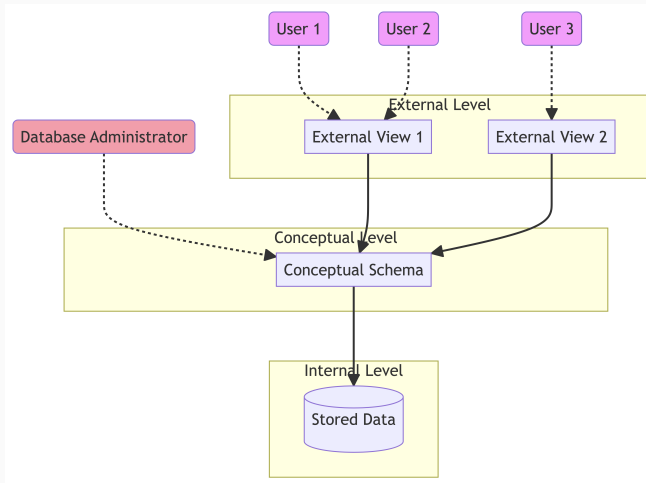 User 1
User 2
User 3
External Level
Database Administrator
External View 1
External View 2
Conceptual Level
Conceptual Schema
Internal Level
Stored Data